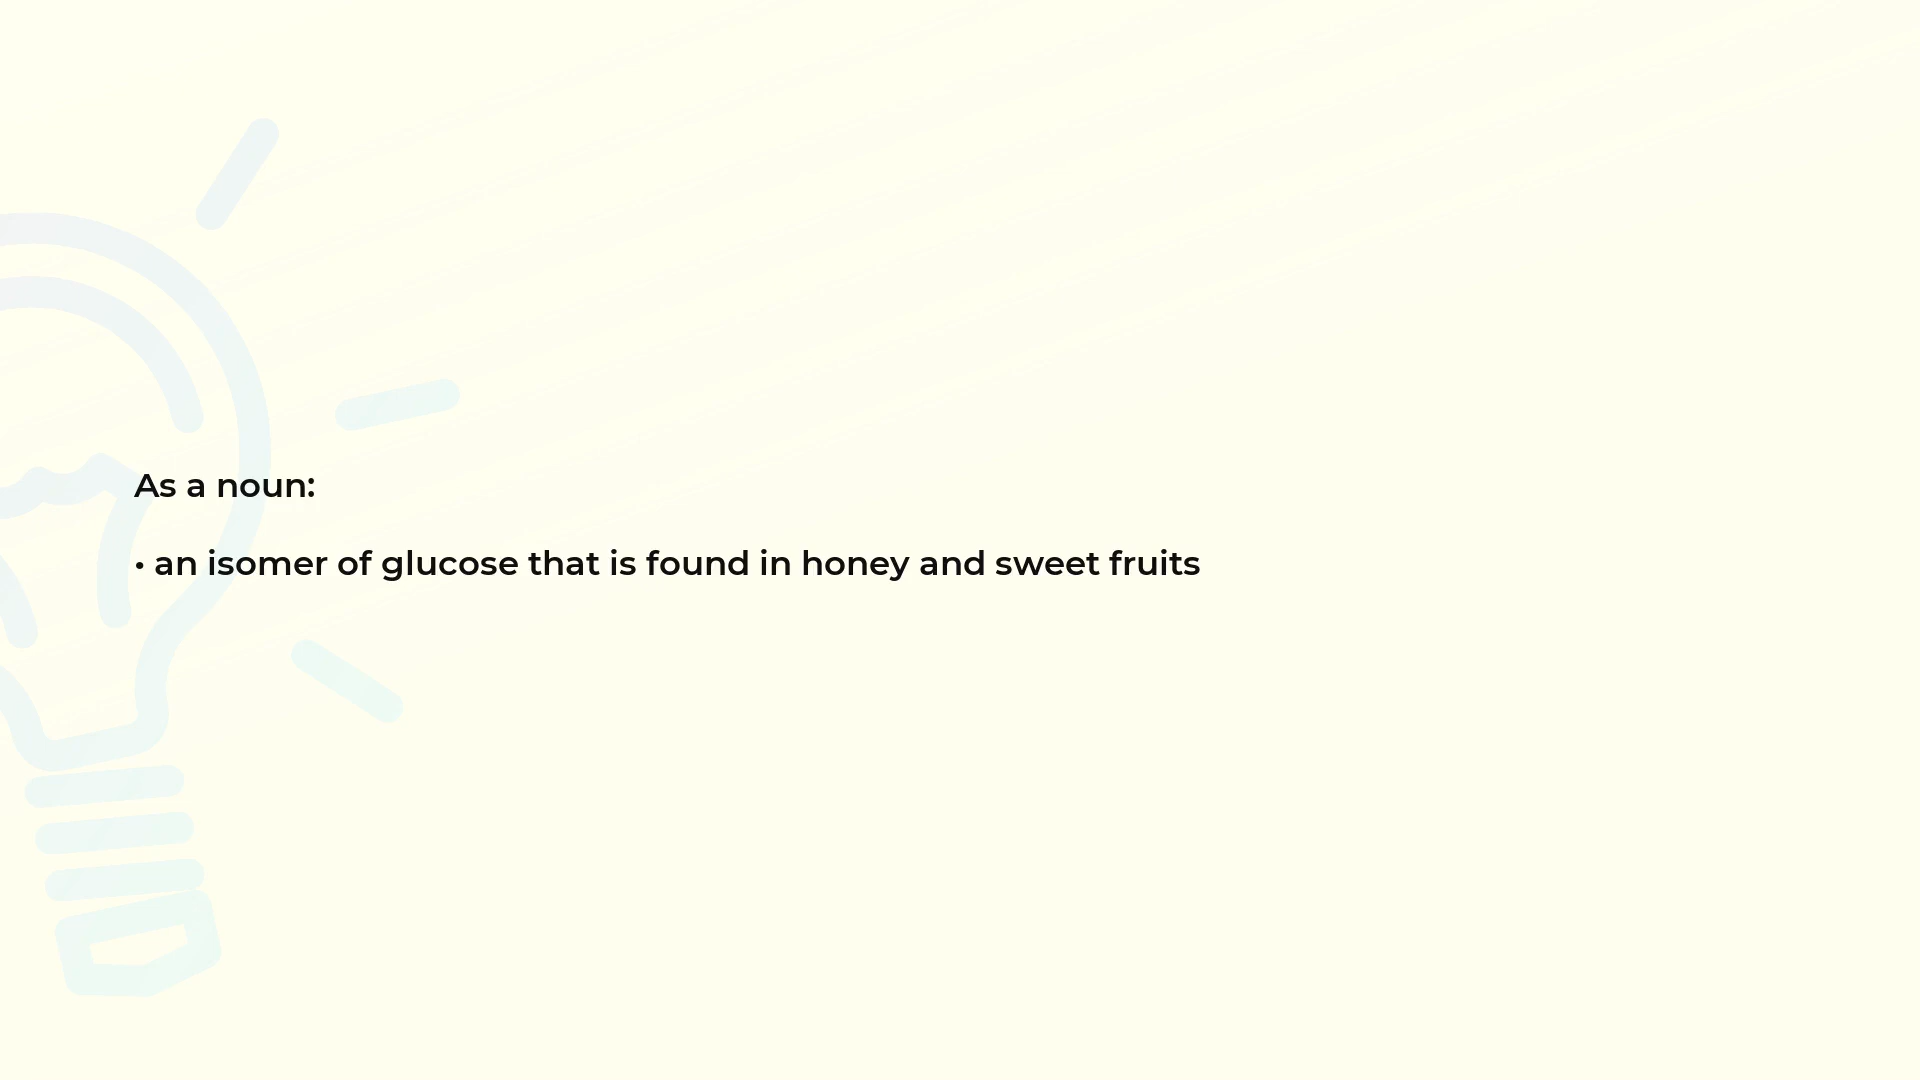 As a noun:
• an isomer of glucose that is found in honey and sweet fruits